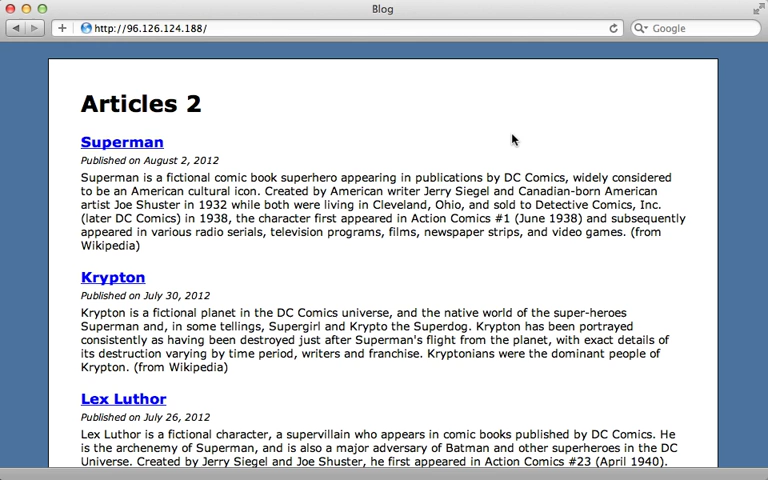 Blog
http://96.126.124.188/
Google
Articles 2
Superman
Published on August 2, 2012
Superman is a fictional comic book superhero appearing in publications by DC Comics, widely considered
to be an American cultural icon. Created by American writer Jerry Siegel and Canadian-born American
artist Joe Shuster in 1932 while both were living in Cleveland, Ohio, and sold to Detective Comics, Inc.
(later DC Comics) in 1938, the character first appeared in Action Comics #1 (June 1938) and subsequently
appeared in various radio serials, television programs, films, newspaper strips, and video games. (from
Wikipedia)
Krypton
Published on July 30, 2012
Krypton is a fictional planet in the DC Comics universe, and the native world of the super-heroes
Superman and, in some tellings, Supergirl and Krypto the Superdog. Krypton has been portrayed
consistently as having been destroyed just after Superman's flight from the planet, with exact details of
its destruction varying by time period, writers and franchise. Kryptonians were the dominant people of
Krypton. (from Wikipedia)
Lex Luthor
Published on July 26, 2012
Lex Luthor is a fictional character, a supervillain who appears in comic books published by DC Comics. He
is the archenemy of Superman, and is also a major adversary of Batman and other superheroes in the DC
Universe. Created by Jerry Siegel and Joe Shuster, he first appeared in Action Comics #23 (April 1940).